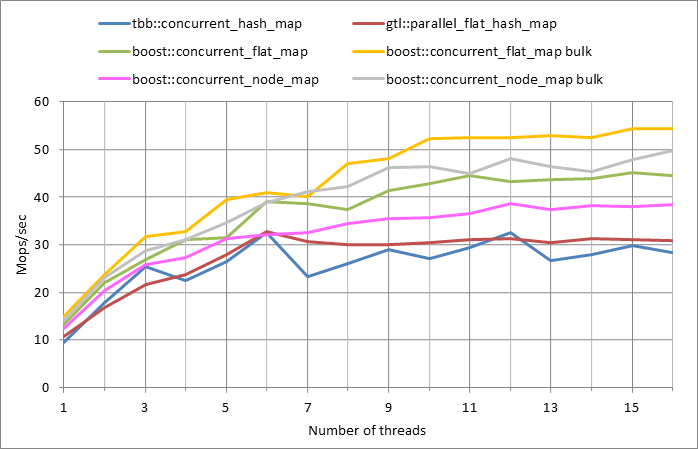 tbb::concurrent_hash_map gtl::parallel_flat_hash_map
boost::concurrent_flat_map boost::concurrent_flat_map bulk
boost::concurrent_node_map boost::concurrent_node_map bulk
60
50
40
30
20
10
0
Mops/sec
1 3 5 7 9 11 13 15
Number of threads